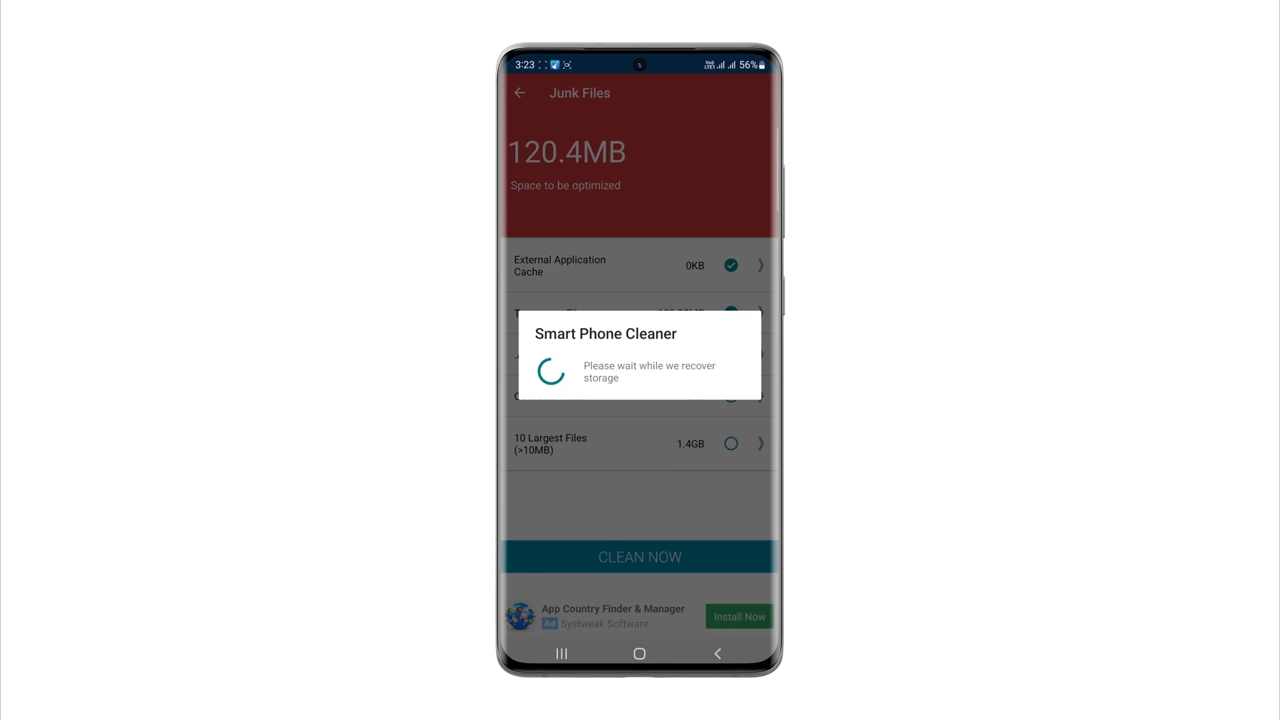 3:23
56%
Junk Files
120.4MB
Space to be optimized
External Application
Cache
0KB
Smart Phone Cleaner
Please wait while we recover
storage
10 Largest Files
(>10MB)
1.4GB
CLEAN NOW
App Country Finder & Manager
Ad Systweak Software
Install Now